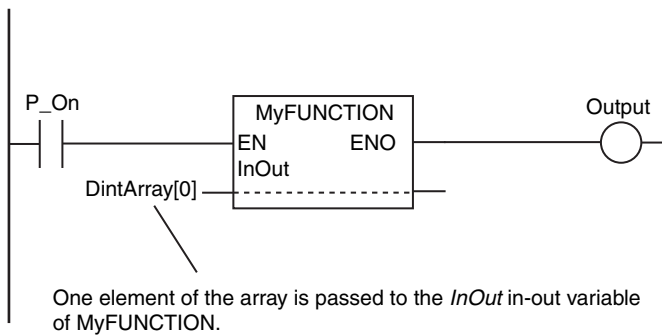 P_On
MyFUNCTION
Output
EN ENO
InOut
DintArray[0]
One element of the array is passed to the InOut in-out variable
of MyFUNCTION.